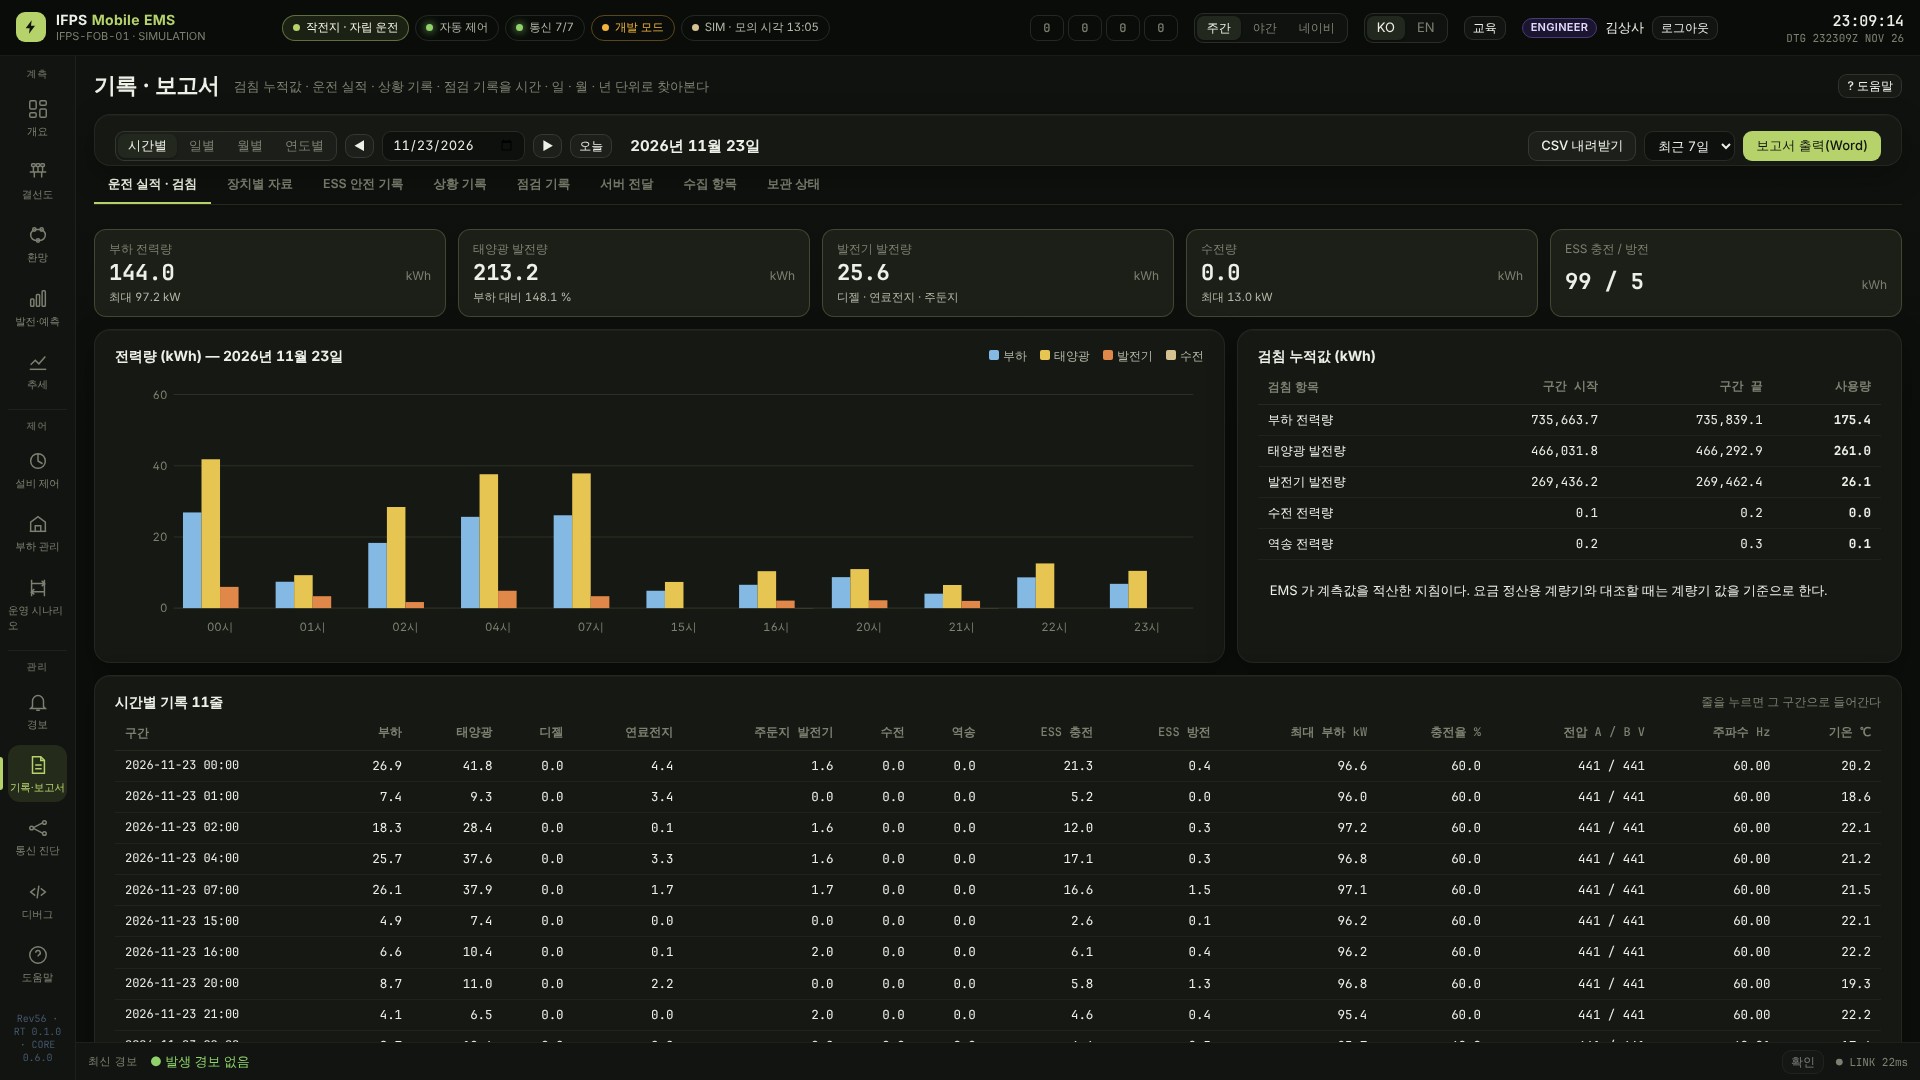 IFPS Mobile EMS
IFPS-FOB-01 · SIMULATION
작전지 · 자립 운전
자동 제어
통신 7/7
개발 모드
SIM · 모의 시각 13:05
0 0 0 0
주간 야간 네이비
KO EN
교육
ENGINEER 김상사 로그아웃
23:09:14
DTG 232309Z NOV 26
계측
개요
결선도
환망
발전·예측
추세
제어
설비 제어
부하 관리
운영 시나리오
관리
경보
기록·보고서
통신 진단
디버그
도움말
Rev56 ·
RT 0.1.0
· CORE
0.6.0
기록 · 보고서 검침 누적값 · 운전 실적 · 상황 기록 · 점검 기록을 시간 · 일 · 월 · 년 단위로 찾아본다
? 도움말
시간별 일별 월별 연도별 ◀ 11/23/2026 ▶ 오늘 2026년 11월 23일
CSV 내려받기 최근 7일 보고서 출력(Word)
운전 실적 · 검침 장치별 자료 ESS 안전 기록 상황 기록 점검 기록 서버 전달 수집 항목 보관 상태
부하 전력량
144.0 kWh
최대 97.2 kW
태양광 발전량
213.2 kWh
부하 대비 148.1 %
발전기 발전량
25.6 kWh
디젤 · 연료전지 · 주둔지
수전량
0.0 kWh
최대 13.0 kW
ESS 충전 / 방전
99 / 5 kWh
전력량 (kWh) — 2026년 11월 23일
부하 태양광 발전기 수전
60
40
20
0
00시 01시 02시 04시 07시 15시 16시 20시 21시 22시 23시
검침 누적값 (kWh)
검침 항목 구간 시작 구간 끝 사용량
부하 전력량 735,663.7 735,839.1 175.4
태양광 발전량 466,031.8 466,292.9 261.0
발전기 발전량 269,436.2 269,462.4 26.1
수전 전력량 0.1 0.2 0.0
역송 전력량 0.2 0.3 0.1
EMS 가 계측값을 적산한 지침이다. 요금 정산용 계량기와 대조할 때는 계량기 값을 기준으로 한다.
시간별 기록 11줄
줄을 누르면 그 구간으로 들어간다
구간 부하 태양광 디젤 연료전지 주둔지 발전기 수전 역송 ESS 충전 ESS 방전 최대 부하 kW 충전율 % 전압 A / B V 주파수 Hz 기온 ℃
2026-11-23 00:00 26.9 41.8 0.0 4.4 1.6 0.0 0.0 21.3 0.4 96.6 60.0 441 / 441 60.00 20.2
2026-11-23 01:00 7.4 9.3 0.0 3.4 0.0 0.0 0.0 5.2 0.0 96.0 60.0 441 / 441 60.00 18.6
2026-11-23 02:00 18.3 28.4 0.0 0.1 1.6 0.0 0.0 12.0 0.3 97.2 60.0 441 / 441 60.00 22.1
2026-11-23 04:00 25.7 37.6 0.0 3.3 1.6 0.0 0.0 17.1 0.3 96.8 60.0 441 / 441 60.00 21.2
2026-11-23 07:00 26.1 37.9 0.0 1.7 1.7 0.0 0.0 16.6 1.5 97.1 60.0 441 / 441 60.00 21.5
2026-11-23 15:00 4.9 7.4 0.0 0.0 0.0 0.0 0.0 2.6 0.1 96.2 60.0 441 / 441 60.00 22.1
2026-11-23 16:00 6.6 10.4 0.0 0.1 2.0 0.0 0.0 6.1 0.4 96.2 60.0 441 / 441 60.00 22.2
2026-11-23 20:00 8.7 11.0 0.0 2.2 0.0 0.0 0.0 5.8 1.3 96.8 60.0 441 / 441 60.00 19.3
2026-11-23 21:00 4.1 6.5 0.0 0.0 2.0 0.0 0.0 4.6 0.4 95.4 60.0 441 / 441 60.00 22.2
최신 경보 발생 경보 없음
확인 LINK 22ms